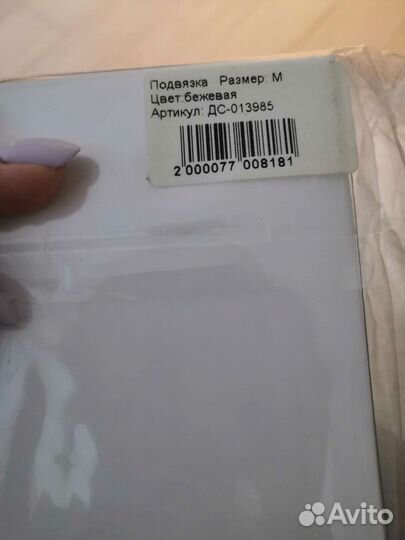 Подвязка Размер: М
Цвет:бежевая
Артикул: ДС-013985
2 000077 008181
Avito